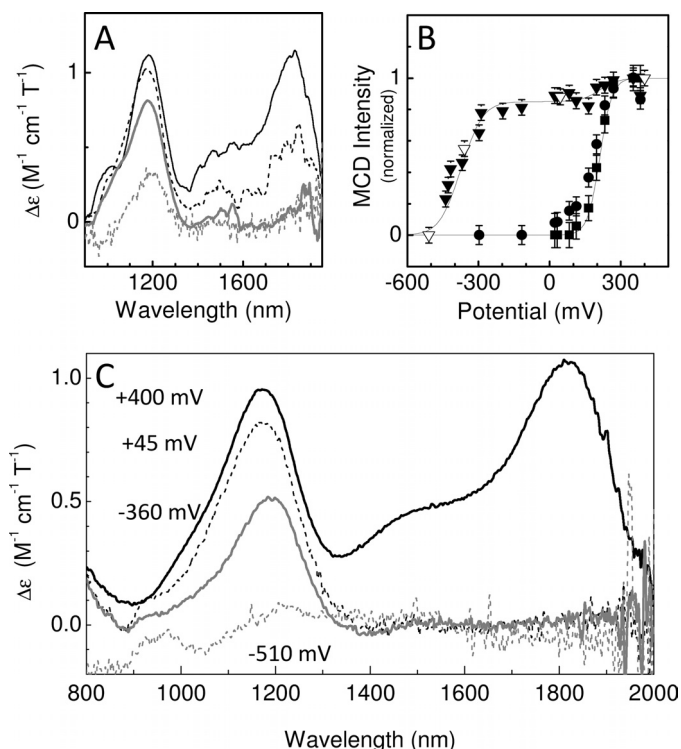 A
Δε (M⁻¹ cm⁻¹ T⁻¹)
1
0
1200 1600
Wavelength (nm)
B
MCD Intensity
(normalized)
1
0
-600 -300 0 300
Potential (mV)
C
Δε (M⁻¹ cm⁻¹ T⁻¹)
1.0
0.5
0.0
+400 mV
+45 mV
-360 mV
-510 mV
800 1000 1200 1400 1600 1800 2000
Wavelength (nm)